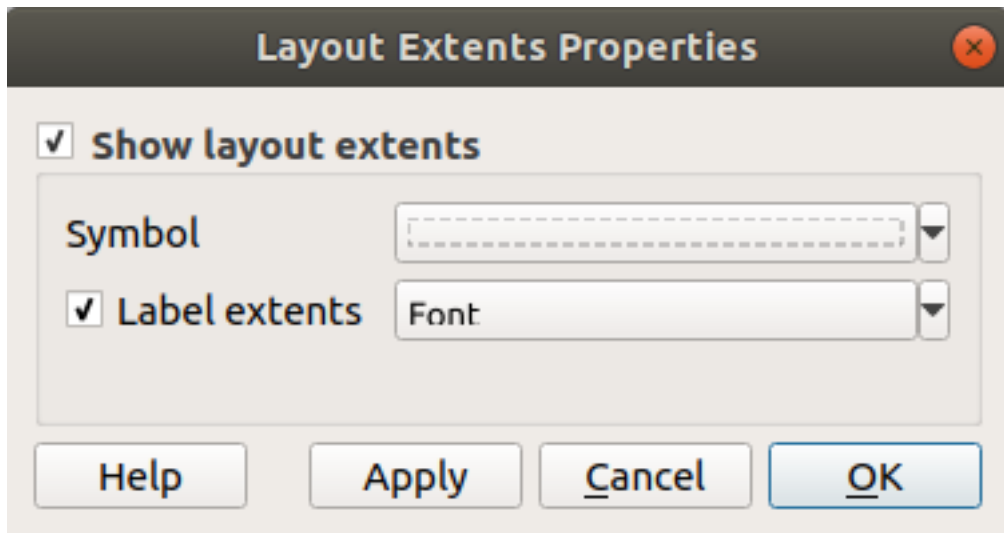 Layout Extents Properties
Show layout extents
Symbol
Label extents Font
Help Apply Cancel OK